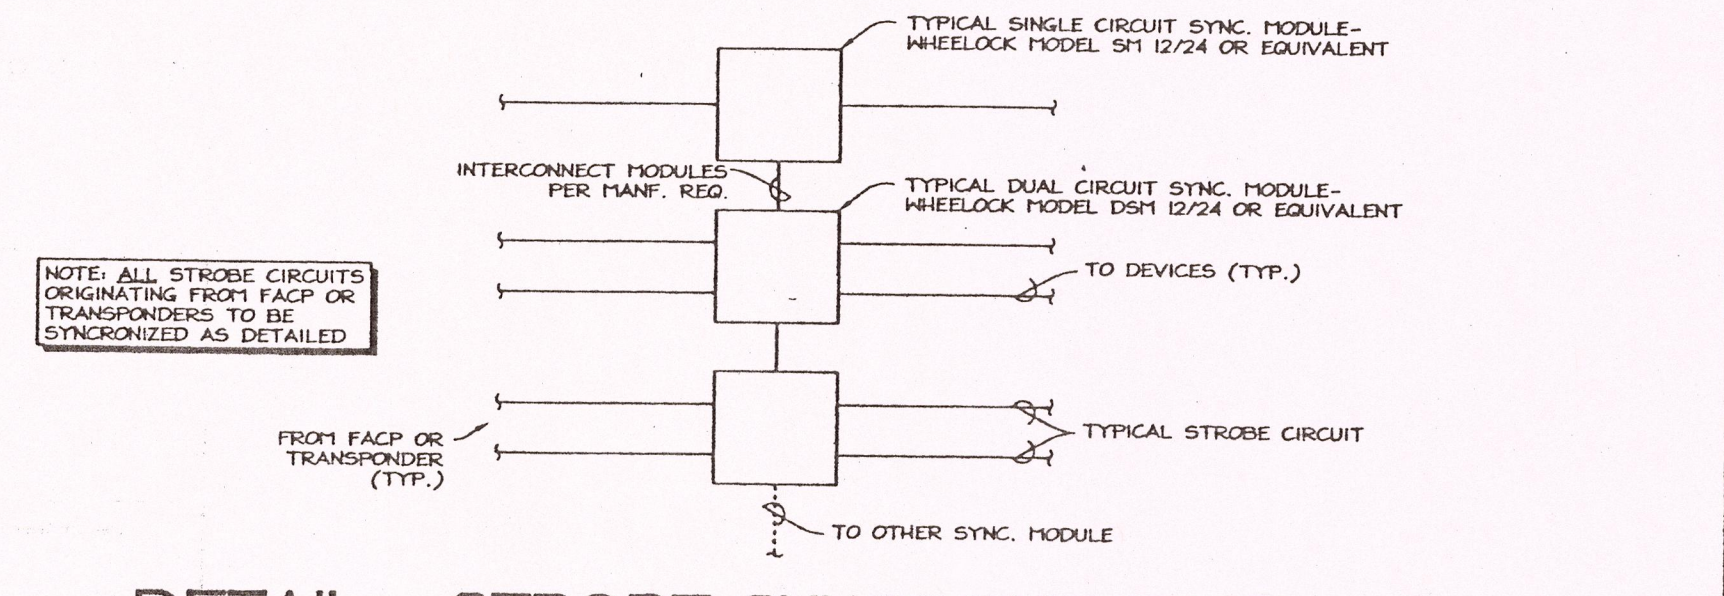 TYPICAL SINGLE CIRCUIT SYNC. MODULE-
WHEELOCK MODEL SM 12/24 OR EQUIVALENT
INTERCONNECT MODULES
PER MANF. REQ.
TYPICAL DUAL CIRCUIT SYNC. MODULE-
WHEELOCK MODEL DSM 12/24 OR EQUIVALENT
TO DEVICES (TYP.)
NOTE: ALL STROBE CIRCUITS
ORIGINATING FROM FACP OR
TRANSPONDERS TO BE
SYNCRONIZED AS DETAILED
FROM FACP OR
TRANSPONDER
(TYP.)
TYPICAL STROBE CIRCUIT
TO OTHER SYNC. MODULE